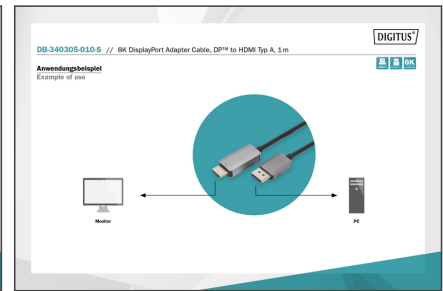 DIGITUS®
DB-340305-010-S // 8K DisplayPort Adapter Cable, DP™ to HDMI Typ A, 1 m
Anwendungsbeispiel
Example of use
8K
Monitor
PC